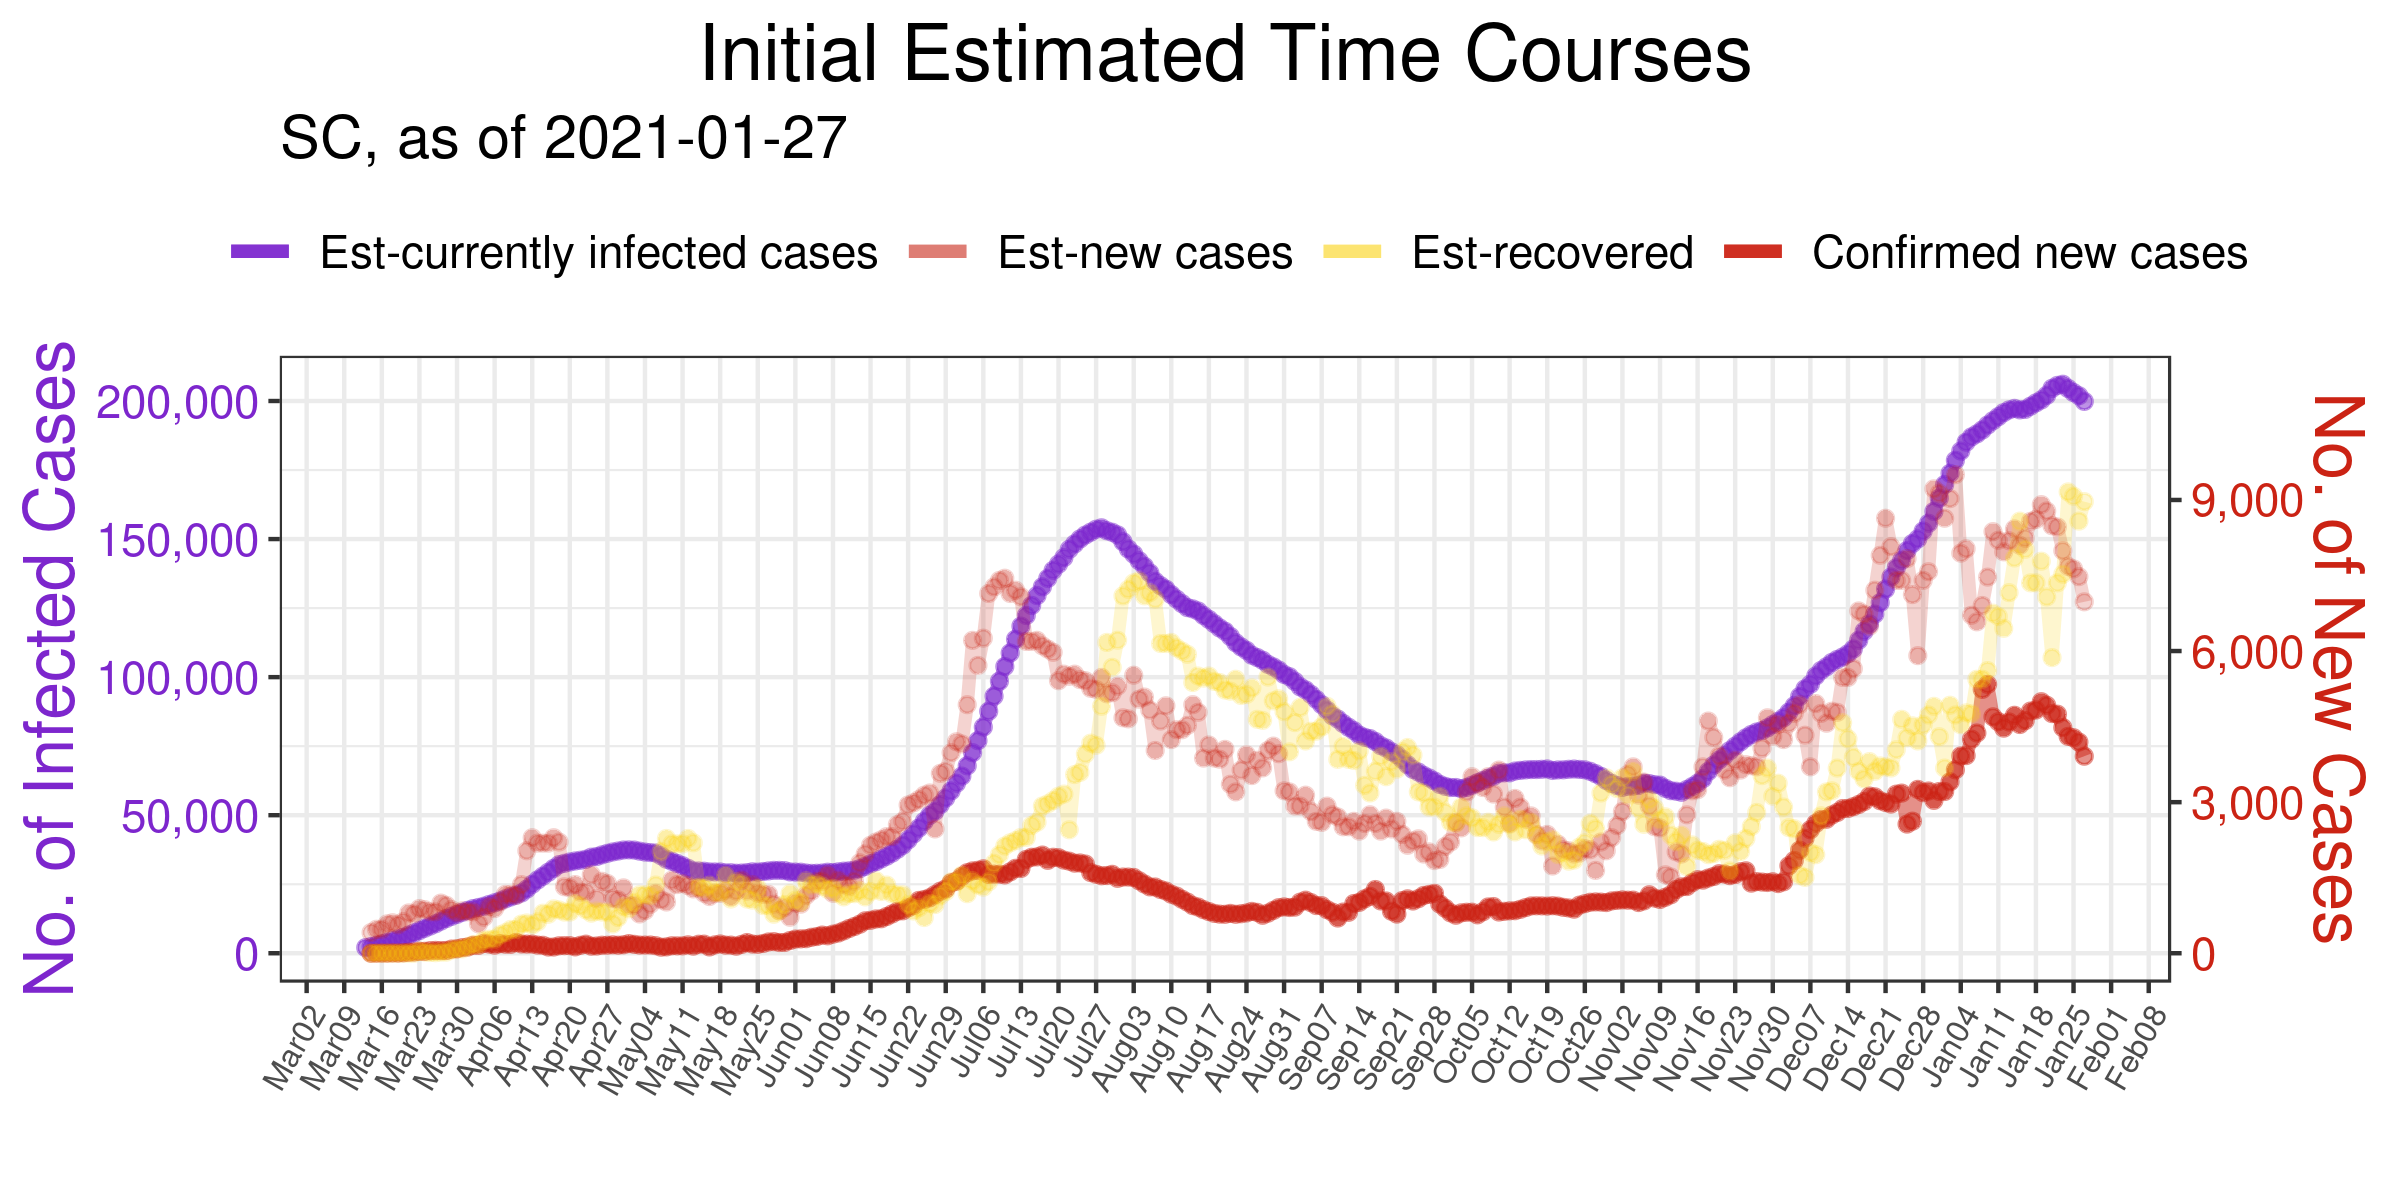 Initial Estimated Time Courses
SC, as of 2021-01-27
Est-currently infected cases Est-new cases Est-recovered Confirmed new cases
No. of Infected Cases
200,000
150,000
100,000
50,000
0
9,000
6,000
3,000
0
No. of New Cases
Mar02 Mar09 Mar16 Mar23 Mar30 Apr06 Apr13 Apr20 Apr27 May04 May11 May18 May25 Jun01 Jun08 Jun15 Jun22 Jun29 Jul06 Jul13 Jul20 Jul27 Aug03 Aug10 Aug17 Aug24 Aug31 Sep07 Sep14 Sep21 Sep28 Oct05 Oct12 Oct19 Oct26 Nov02 Nov09 Nov16 Nov23 Nov30 Dec07 Dec14 Dec21 Dec28 Jan04 Jan11 Jan18 Jan25 Feb01 Feb08